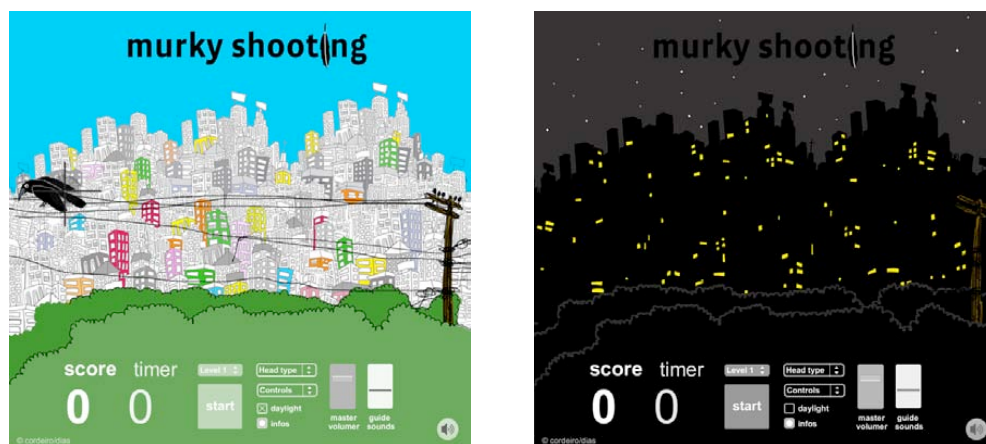 murky shooting
score timer
Level 1
Head type
Controls
start
daylight
infos
0 0
master
volumer
guide
sounds
© cordeiro/dias
murky shooting
score timer
Level 1
Head type
Controls
start
daylight
infos
0 0
master
volumer
guide
sounds
© cordeiro/dias